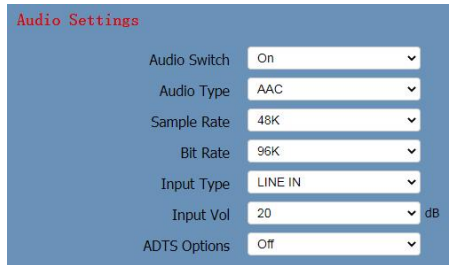 Audio Settings
Audio Switch On
Audio Type AAC
Sample Rate 48K
Bit Rate 96K
Input Type LINE IN
Input Vol 20 dB
ADTS Options Off